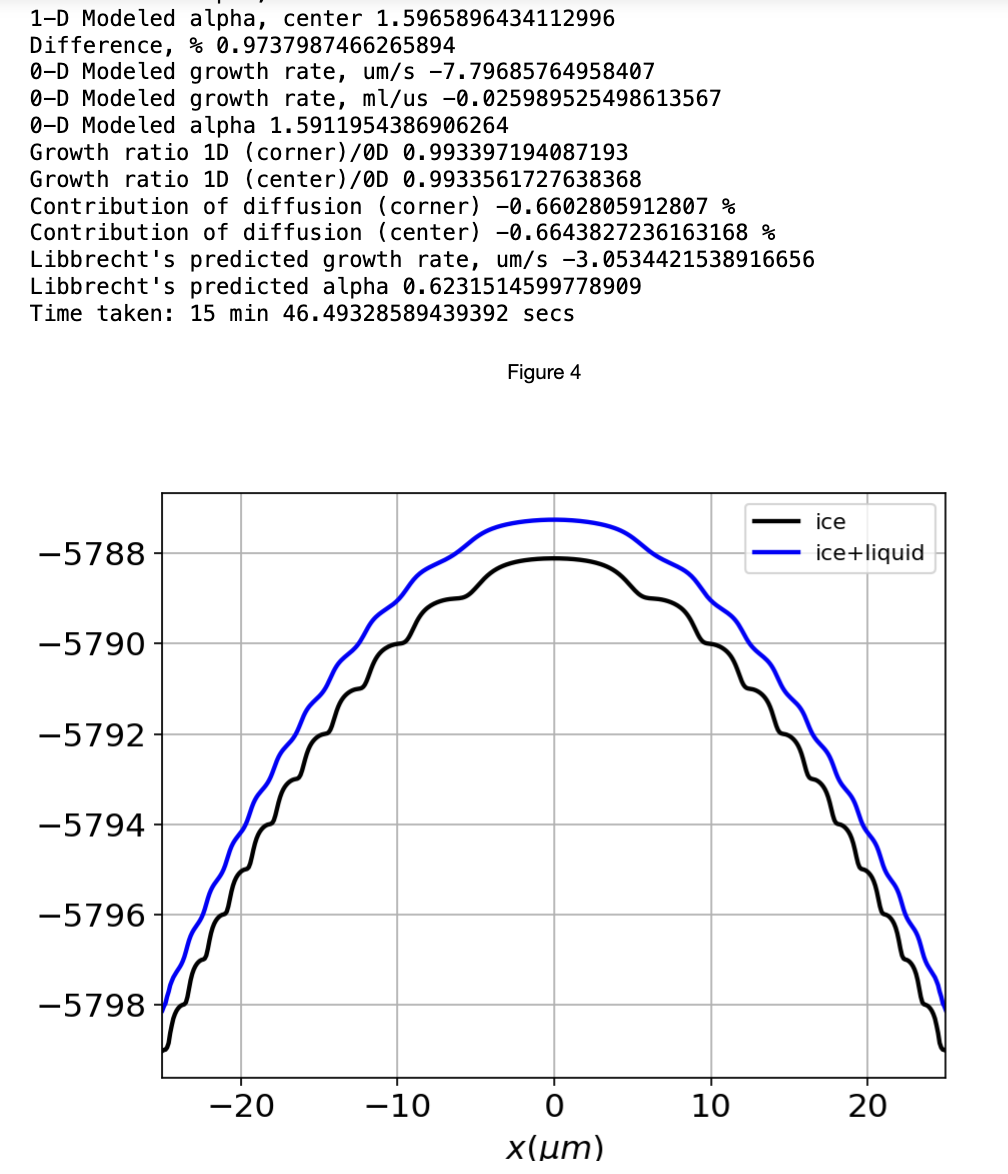 1-D Modeled alpha, center 1.5965896434112996
Difference, % 0.9737987466265894
0-D Modeled growth rate, um/s -7.79685764958407
0-D Modeled growth rate, ml/us -0.025989525498613567
0-D Modeled alpha 1.5911954386906264
Growth ratio 1D (corner)/0D 0.993397194087193
Growth ratio 1D (center)/0D 0.9933561727638368
Contribution of diffusion (corner) -0.6602805912807 %
Contribution of diffusion (center) -0.6643827236163168 %
Libbrecht's predicted growth rate, um/s -3.0534421538916656
Libbrecht's predicted alpha 0.6231514599778909
Time taken: 15 min 46.49328589439392 secs
Figure 4
ice
ice+liquid
−5788
−5790
−5792
−5794
−5796
−5798
−20 −10 0 10 20
x(μm)